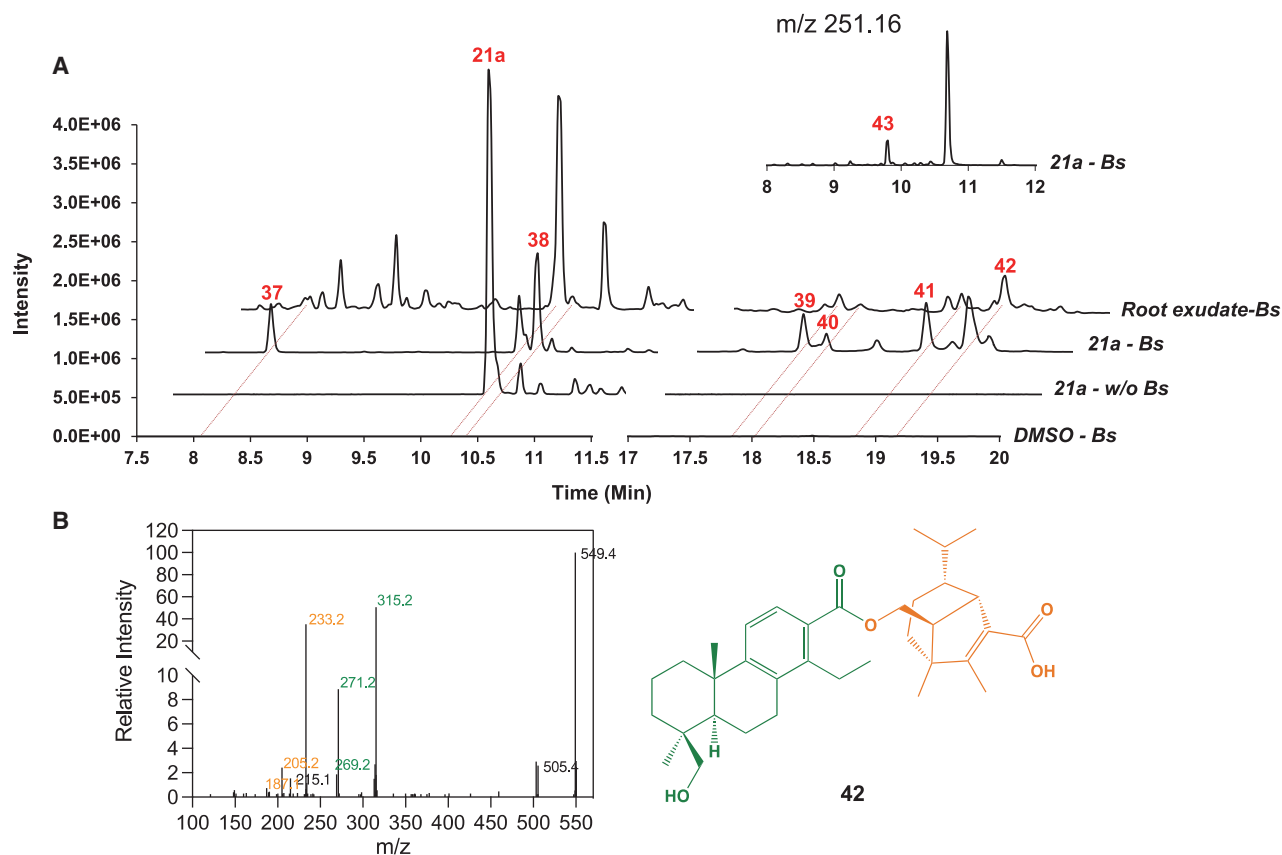 m/z 251.16
A
21a
43
21a - Bs
8 9 10 11 12
4.0E+06
3.5E+06
3.0E+06
2.5E+06
2.0E+06
1.5E+06
1.0E+06
5.0E+05
0.0E+00
Intensity
37
38
39
40
41
42
Root exudate-Bs
21a - Bs
21a - w/o Bs
DMSO - Bs
7.5 8 8.5 9 9.5 10 10.5 11 11.5 17 17.5 18 18.5 19 19.5 20
Time (Min)
B
120
100
80
60
40
20
10
8
6
4
2
0
Relative Intensity
549.4
315.2
233.2
271.2
205.2
269.2
187.1
215.1
505.4
100 150 200 250 300 350 400 450 500 550
m/z
O
O
O
OH
H
HO
42